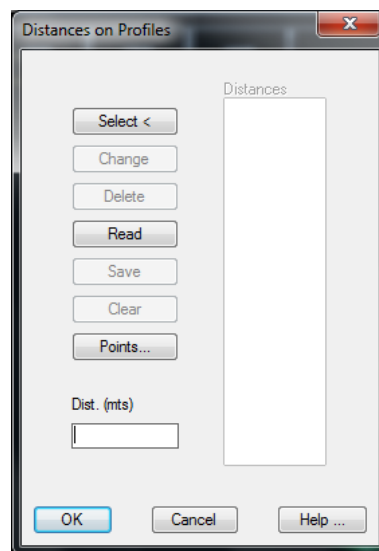 Distances on Profiles
Distances
Select <
Change
Delete
Read
Save
Clear
Points...
Dist. (mts)
OK
Cancel
Help ...